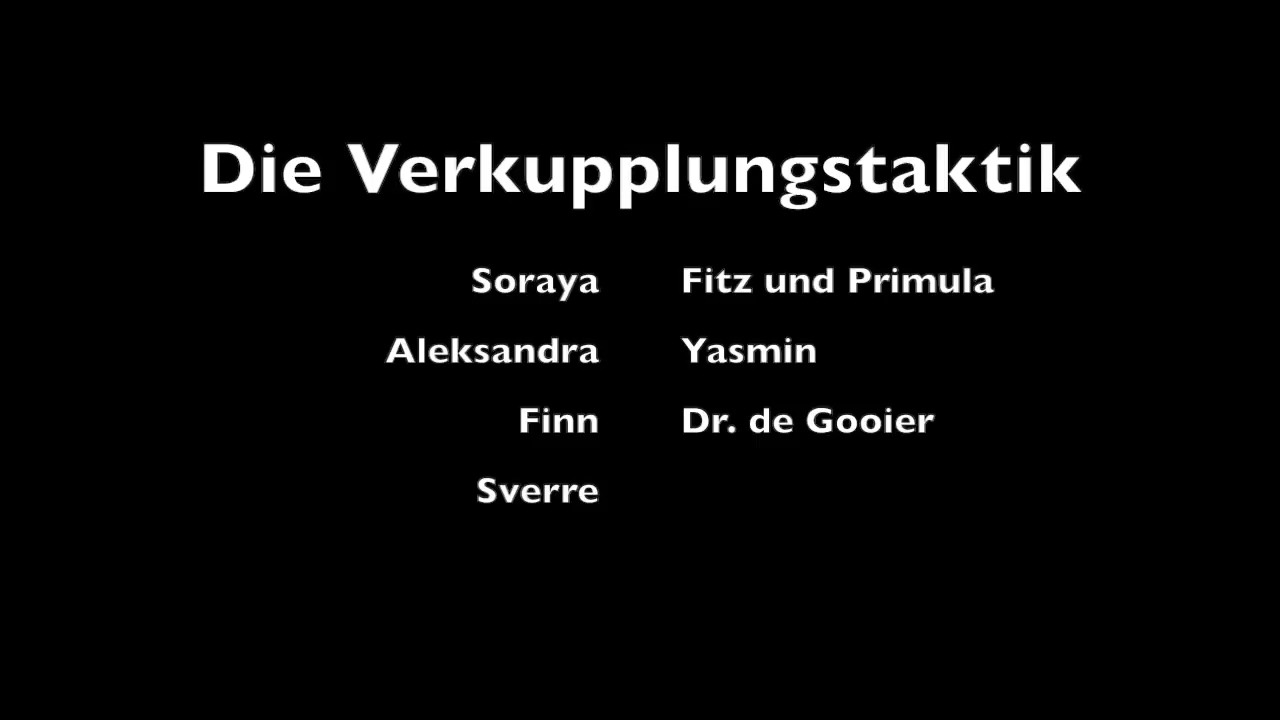 Die Verkupplungstaktik
Soraya Fitz und Primula
Aleksandra Yasmin
Finn Dr. de Gooier
Sverre